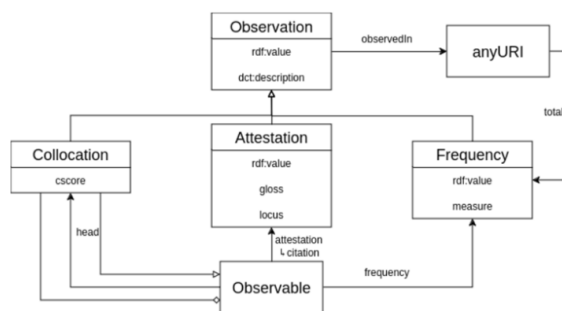 Observation
rdf:value
dct:description
observedIn
anyURI
total
Collocation
cscore
Attestation
rdf:value
gloss
locus
Frequency
rdf:value
measure
head
attestation
↳ citation
Observable
frequency